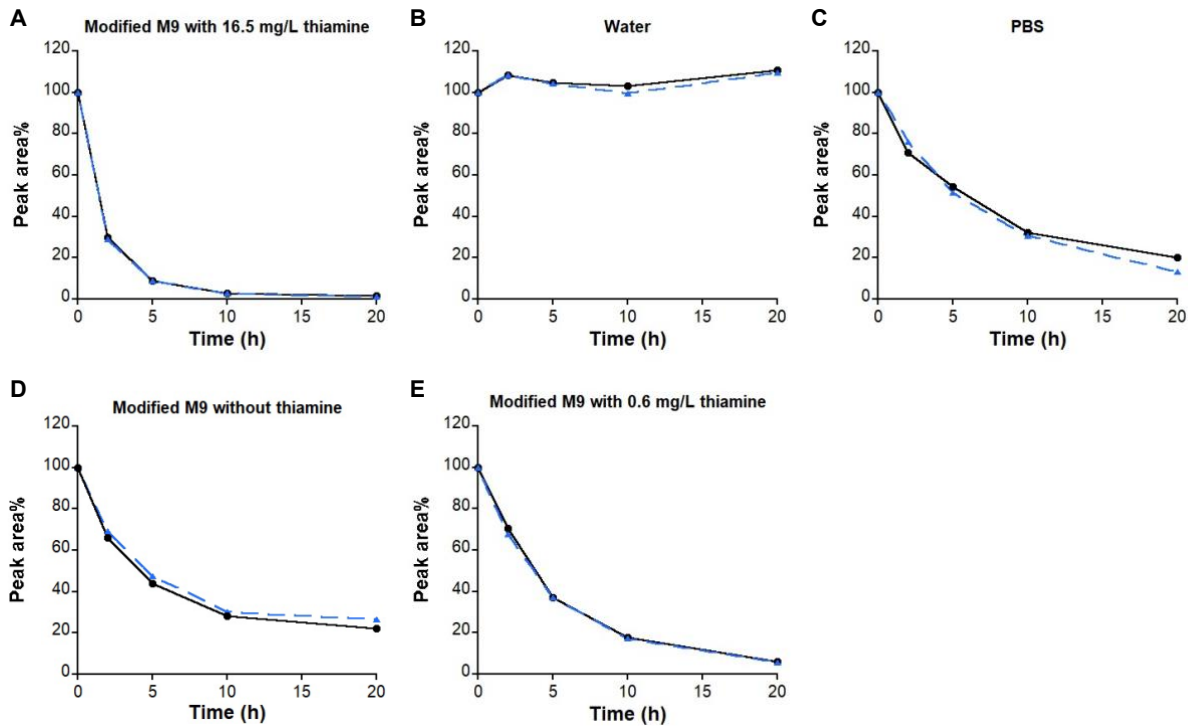 A
Modified M9 with 16.5 mg/L thiamine
120
100
80
60
40
20
0
Peak area%
0 5 10 15 20
Time (h)
B
Water
120
100
80
60
40
20
0
Peak area%
0 5 10 15 20
Time (h)
C
PBS
120
100
80
60
40
20
0
Peak area%
0 5 10 15 20
Time (h)
D
Modified M9 without thiamine
120
100
80
60
40
20
0
Peak area%
0 5 10 15 20
Time (h)
E
Modified M9 with 0.6 mg/L thiamine
120
100
80
60
40
20
0
Peak area%
0 5 10 15 20
Time (h)